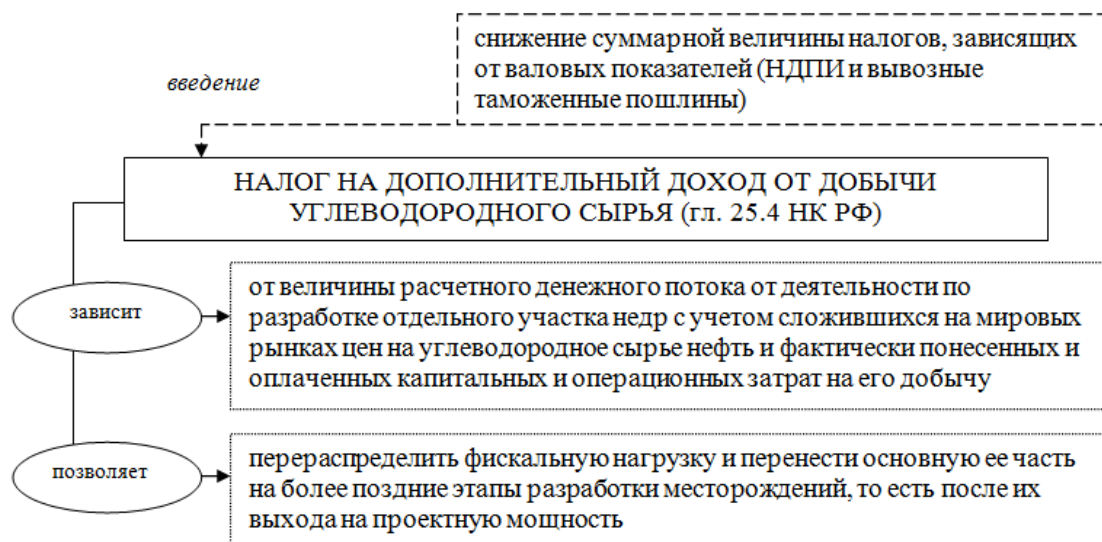 снижение суммарной величины налогов, зависящих
от валовых показателей (НДПИ и вывозные
таможенные пошлины)
введение
НАЛОГ НА ДОПОЛНИТЕЛЬНЫЙ ДОХОД ОТ ДОБЫЧИ
УГЛЕВОДОРОДНОГО СЫРЬЯ (гл. 25.4 НК РФ)
зависит
от величины расчетного денежного потока от деятельности по
разработке отдельного участка недр с учетом сложившихся на мировых
рынках цен на углеводородное сырье нефть и фактически понесенных и
оплаченных капитальных и операционных затрат на его добычу
позволяет
перераспределить фискальную нагрузку и перенести основную ее часть
на более поздние этапы разработки месторождений, то есть после их
выхода на проектную мощность